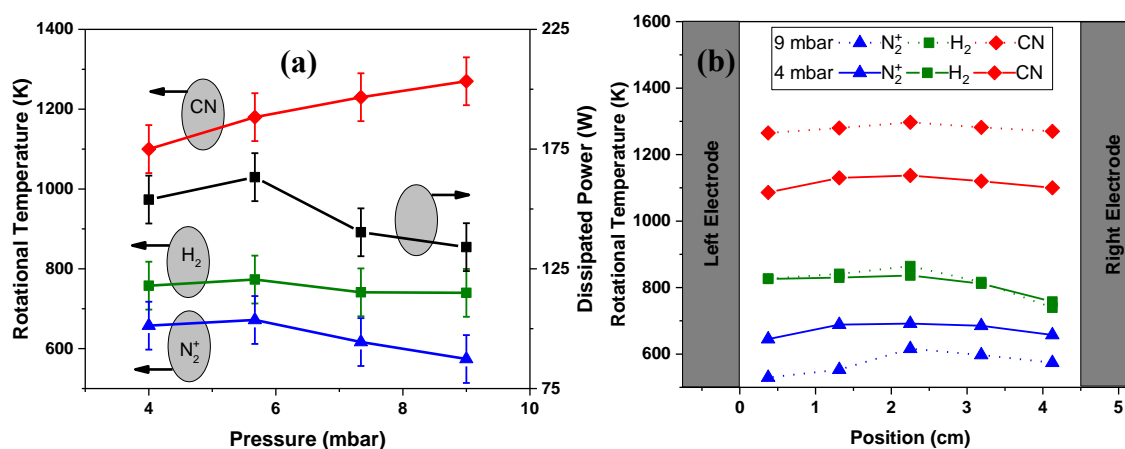 (a)
Rotational Temperature (K)
1400
1200
1000
800
600
CN
H₂
N₂⁺
225
175
125
75
Dissipated Power (W)
4 6 8 10
Pressure (mbar)
(b)
Rotational Temperature (K)
1600
1400
1200
1000
800
600
9 mbar N₂⁺ H₂ CN
4 mbar N₂⁺ H₂ CN
Left Electrode
Right Electrode
0 1 2 3 4 5
Position (cm)